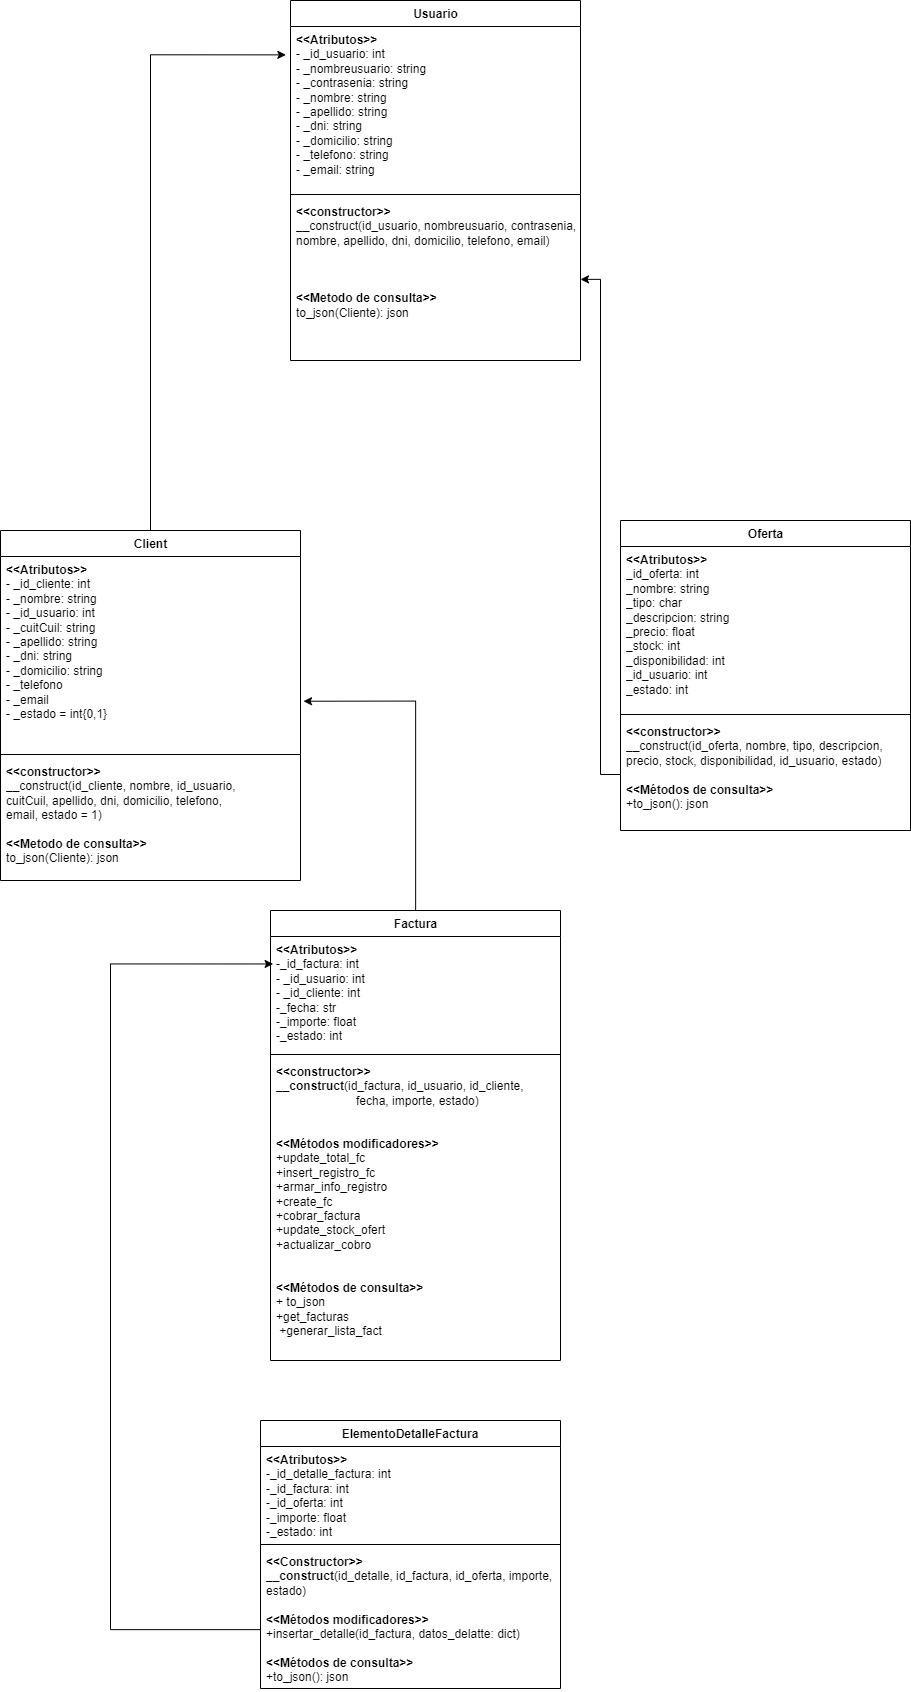 Usuario
<<Atributos>>
- _id_usuario: int
- _nombreusuario: string
- _contrasenia: string
- _nombre: string
- _apellido: string
- _dni: string
- _domicilio: string
- _telefono: string
- _email: string
<<constructor>>
__construct(id_usuario, nombreusuario, contrasenia,
nombre, apellido, dni, domicilio, telefono, email)
<<Metodo de consulta>>
to_json(Cliente): json
Client
<<Atributos>>
- _id_cliente: int
- _nombre: string
- _id_usuario: int
- _cuitCuil: string
- _apellido: string
- _dni: string
- _domicilio: string
- _telefono
- _email
- _estado = int{0,1}
<<constructor>>
__construct(id_cliente, nombre, id_usuario,
cuitCuil, apellido, dni, domicilio, telefono,
email, estado = 1)
<<Metodo de consulta>>
to_json(Cliente): json
Oferta
<<Atributos>>
_id_oferta: int
_nombre: string
_tipo: char
_descripcion: string
_precio: float
_stock: int
_disponibilidad: int
_id_usuario: int
_estado: int
<<constructor>>
__construct(id_oferta, nombre, tipo, descripcion,
precio, stock, disponibilidad, id_usuario, estado)
<<Métodos de consulta>>
+to_json(): json
Factura
<<Atributos>>
-_id_factura: int
- _id_usuario: int
- _id_cliente: int
-_fecha: str
-_importe: float
-_estado: int
<<constructor>>
__construct(id_factura, id_usuario, id_cliente,
fecha, importe, estado)
<<Métodos modificadores>>
+update_total_fc
+insert_registro_fc
+armar_info_registro
+create_fc
+cobrar_factura
+update_stock_ofert
+actualizar_cobro
<<Métodos de consulta>>
+ to_json
+get_facturas
+generar_lista_fact
ElementoDetalleFactura
<<Atributos>>
-_id_detalle_factura: int
-_id_factura: int
-_id_oferta: int
-_importe: float
-_estado: int
<<Constructor>>
__construct(id_detalle, id_factura, id_oferta, importe,
estado)
<<Métodos modificadores>>
+insertar_detalle(id_factura, datos_delatte: dict)
<<Métodos de consulta>>
+to_json(): json